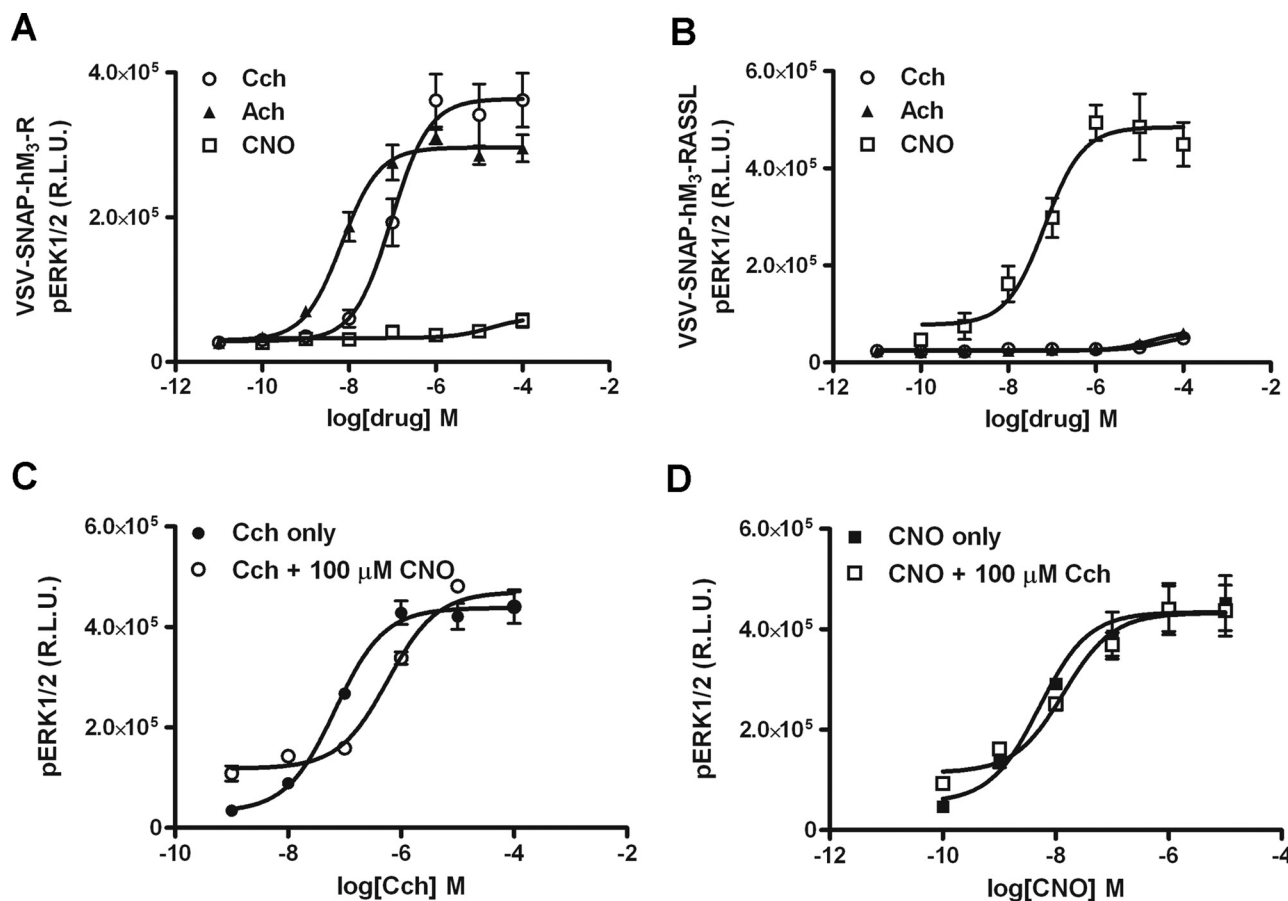 A
VSV-SNAP-hM₃-R
pERK1/2 (R.L.U.)
4.0×10⁵
2.0×10⁵
0
Cch
Ach
CNO
-12 -10 -8 -6 -4 -2
log[drug] M
B
VSV-SNAP-hM₃-RASSL
pERK1/2 (R.L.U.)
6.0×10⁵
4.0×10⁵
2.0×10⁵
0
Cch
Ach
CNO
-12 -10 -8 -6 -4 -2
log[drug] M
C
pERK1/2 (R.L.U.)
6.0×10⁵
4.0×10⁵
2.0×10⁵
0
Cch only
Cch + 100 μM CNO
-10 -8 -6 -4 -2
log[Cch] M
D
pERK1/2 (R.L.U.)
6.0×10⁵
4.0×10⁵
2.0×10⁵
0
CNO only
CNO + 100 μM Cch
-12 -10 -8 -6 -4
log[CNO] M